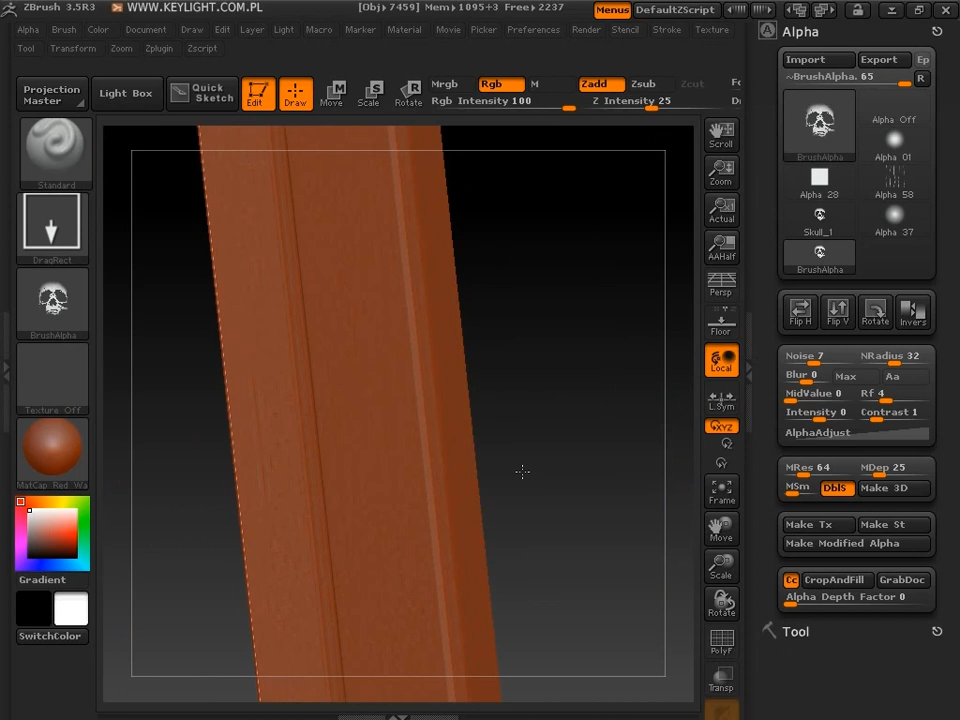 ZBrush 3.5R3
WWW.KEYLIGHT.COM.PL
[Obj▸7459] Mem▸1095+3 Free▸2237
Menus
DefaultZScript
Alpha Brush Color Document Draw Edit Layer Light Macro Marker Material Movie Picker Preferences Render Stencil Stroke Texture
Tool Transform Zoom Zplugin Zscript
Projection Master
Light Box
Quick Sketch
Edit
Draw
Move
Scale
Rotate
Mrgb Rgb M Zadd Zsub Zcut
Rgb Intensity 100 Z Intensity 25
Standard
DragRect
BrushAlpha
Texture Off
MatCap Red Wa
Gradient
SwitchColor
Scroll
Zoom
Actual
AAHalf
Persp
Floor
Local
L.Sym
XYZ
Frame
Move
Scale
Rotate
PolyF
Transp
A
Alpha
Import Export Ep
~BrushAlpha. 65 R
BrushAlpha
Alpha Off
Alpha 01
Alpha 28
Alpha 58
Skull_1
Alpha 37
BrushAlpha
Flip H Flip V Rotate Invers
Noise 7 NRadius 32
Blur 0 Max Aa
MidValue 0 Rf 4
Intensity 0 Contrast 1
AlphaAdjust
MRes 64 MDep 25
MSm DblS Make 3D
Make Tx Make St
Make Modified Alpha
Cc CropAndFill GrabDoc
Alpha Depth Factor 0
Tool